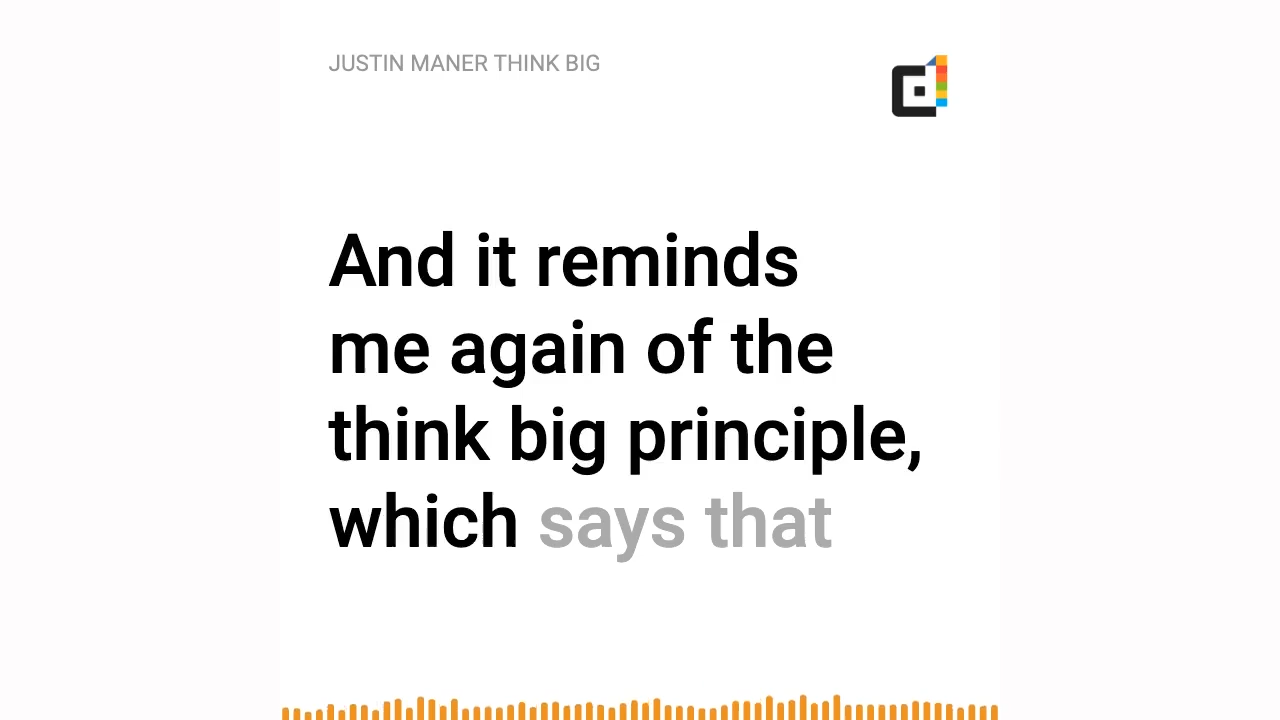 JUSTIN MANER THINK BIG
And it reminds
me again of the
think big principle,
which says that